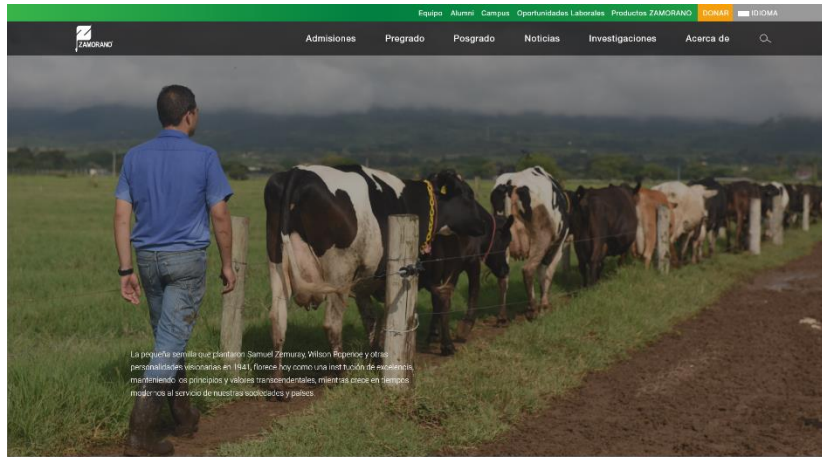 Equipo Alumni Campus Oportunidades Laborales Productos ZAMORANO DONAR IDIOMA
ZAMORANO
Admisiones Pregrado Posgrado Noticias Investigaciones Acerca de
La pequeña semilla que plantaron Samuel Zemuray, Wilson Popenoe y otras
personalidades visionarias en 1941, florece hoy como una institución de excelencia,
manteniendo los principios y valores transcendentales, mientras crece en tiempos
modernos al servicio de nuestras sociedades y países.